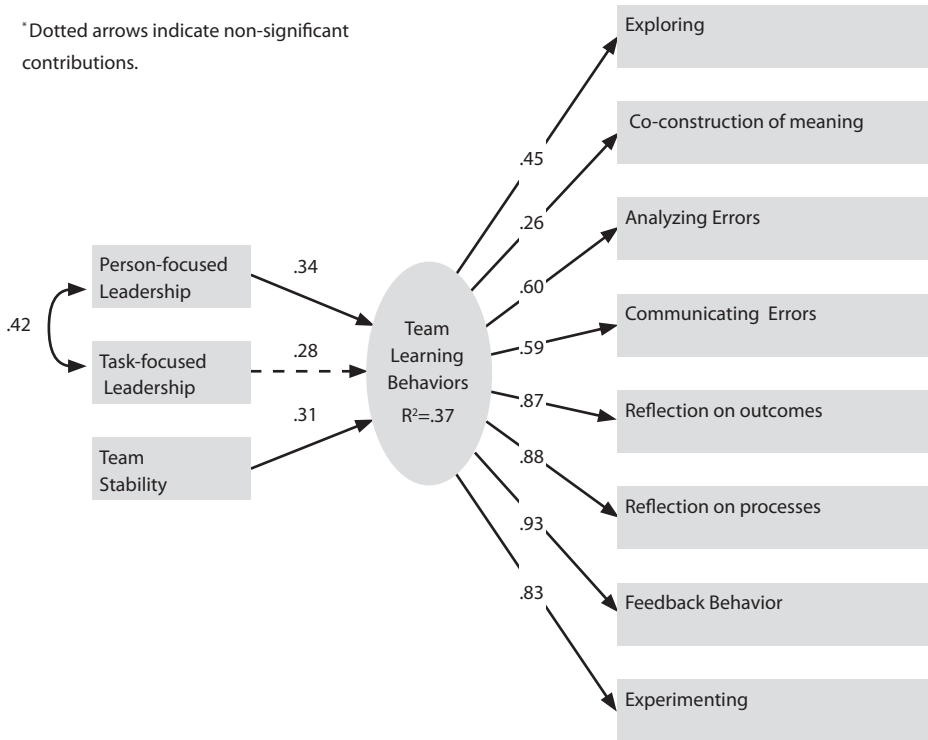 *Dotted arrows indicate non-significant
contributions.
.42
Person-focused
Leadership
Task-focused
Leadership
Team
Stability
.34
.28
.31
Team
Learning
Behaviors
R²=.37
.45
.26
.60
.59
.87
.88
.93
.83
Exploring
Co-construction of meaning
Analyzing Errors
Communicating Errors
Reflection on outcomes
Reflection on processes
Feedback Behavior
Experimenting